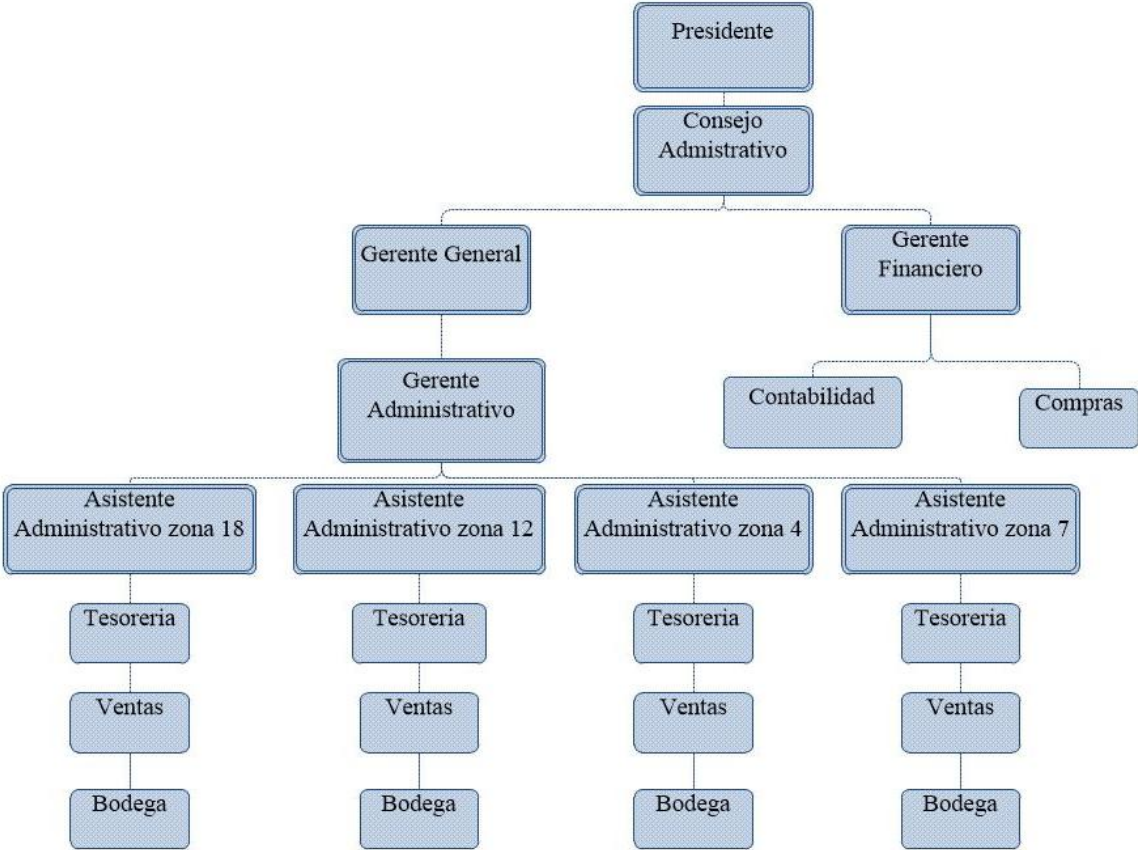 Presidente
Consejo
Admistrativo
Gerente General
Gerente
Financiero
Gerente
Administrativo
Contabilidad
Compras
Asistente
Administrativo zona 18
Asistente
Administrativo zona 12
Asistente
Administrativo zona 4
Asistente
Administrativo zona 7
Tesoreria
Tesoreria
Tesoreria
Tesoreria
Ventas
Ventas
Ventas
Ventas
Bodega
Bodega
Bodega
Bodega